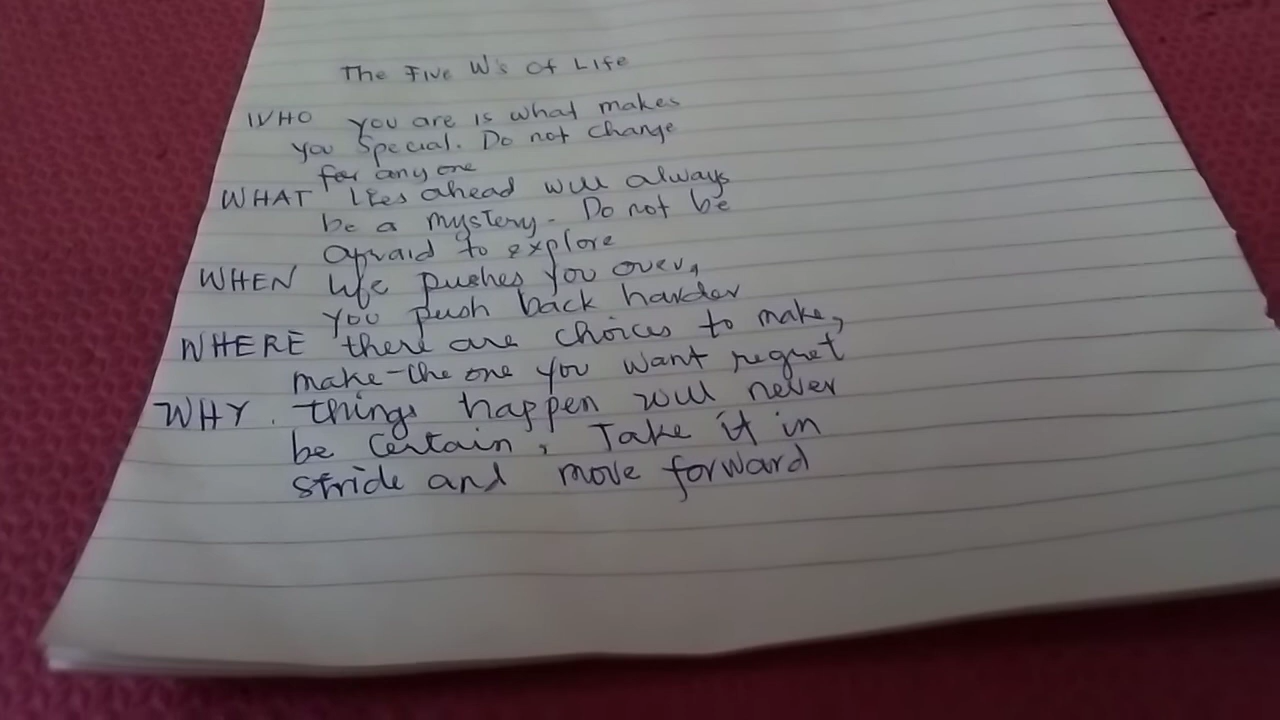 The Five W's of Life
WHO you are is what makes
you special. Do not change
for anyone
WHAT lies ahead will always
be a mystery. Do not be
afraid to explore
WHEN life pushes you over,
you push back harder
WHERE there are choices to make,
make the one you want regret
WHY. things happen will never
be certain, Take it in
stride and move forward